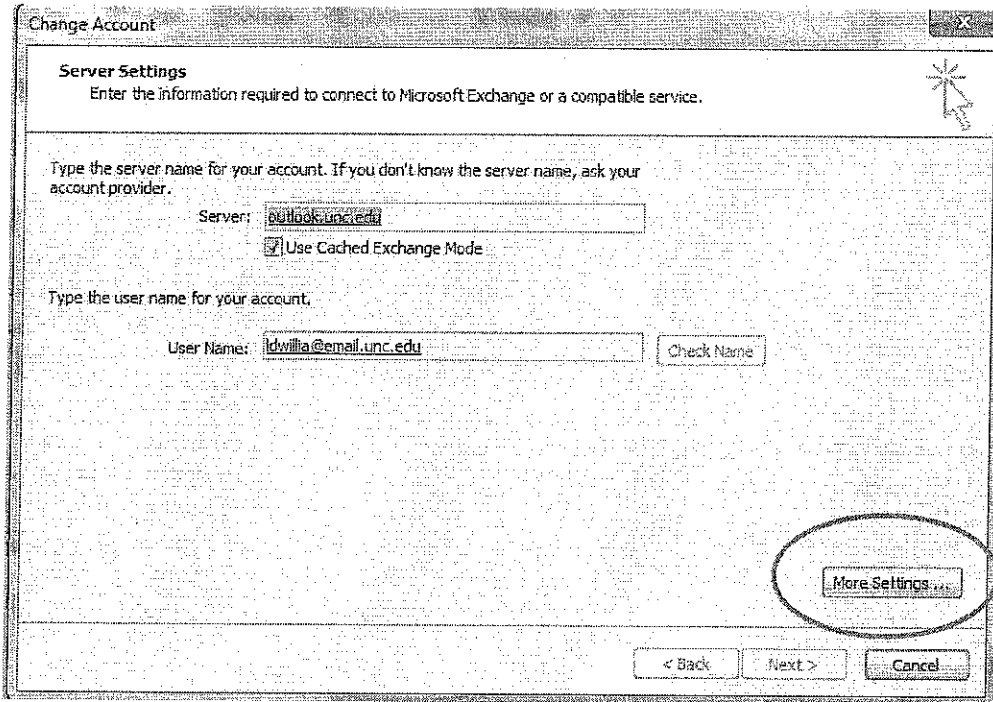 Change Account
Server Settings
Enter the information required to connect to Microsoft Exchange or a compatible service.
Type the server name for your account. If you don't know the server name, ask your
account provider.
Server: outlook.unc.edu
Use Cached Exchange Mode
Type the user name for your account.
User Name: ldwillia@email.unc.edu Check Name
More Settings ...
< Back Next > Cancel